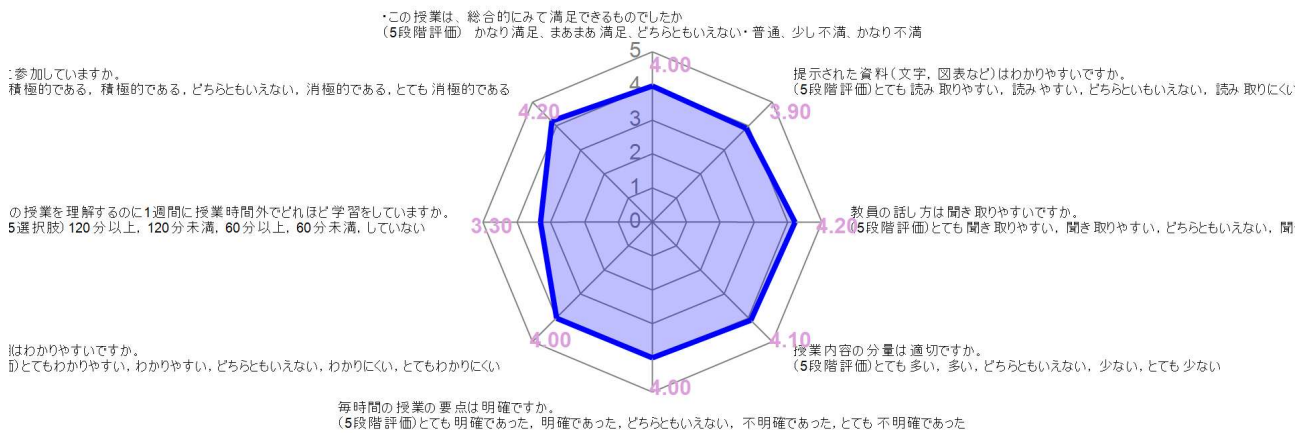 ・この授業は、総合的にみて満足できるものでしたか
(5段階評価) かなり満足、まあまあ満足、どちらともいえない・普通、少し不満、かなり不満
5
4.00
4
3
2
1
0
提示された資料(文字，図表など)はわかりやすいですか。
(5段階評価)とても読み取りやすい，読みやすい，どちらといもいえない，読み取りにくい
3.90
教員の話し方は聞き取りやすいですか。
(5段階評価)とても聞き取りやすい，聞き取りやすい，どちらともいえない，聞
4.20
授業内容の分量は適切ですか。
(5段階評価)とても多い，多い，どちらともいえない，少ない，とても少ない
4.10
4.00
毎時間の授業の要点は明確ですか。
(5段階評価)とても明確であった，明確であった，どちらともいえない，不明確であった，とても不明確であった
はわかりやすいですか。
)とてもわかりやすい，わかりやすい，どちらともいえない，わかりにくい，とてもわかりにくい
4.00
の授業を理解するのに1週間に授業時間外でどれほど学習をしていますか。
5選択肢)120分以上，120分未満，60分以上，60分未満，していない
3.30
に参加していますか。
積極的である，積極的である，どちらともいえない，消極的である，とても消極的である
4.20